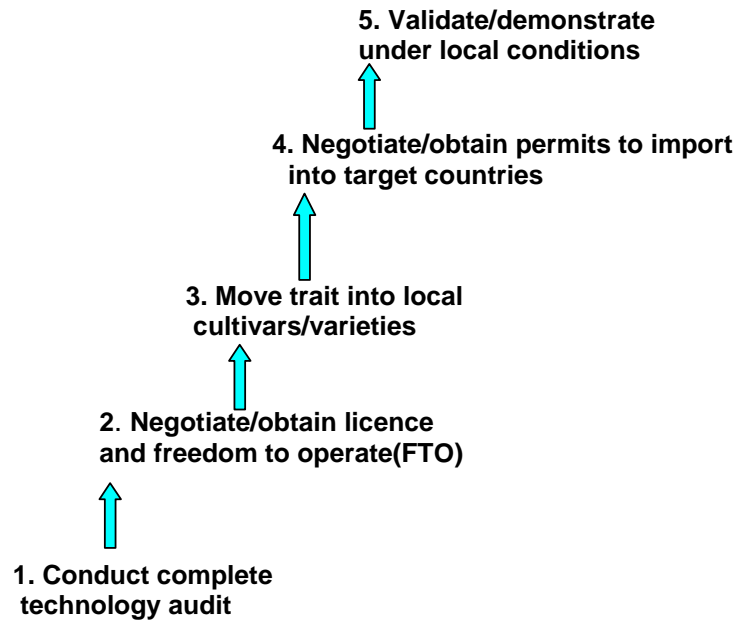 5. Validate/demonstrate
under local conditions
4. Negotiate/obtain permits to import
into target countries
3. Move trait into local
cultivars/varieties
2. Negotiate/obtain licence
and freedom to operate(FTO)
1. Conduct complete
technology audit